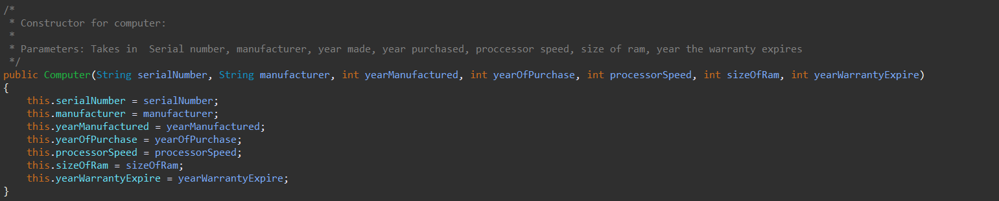 /*
 * Constructor for computer:
 *
 * Parameters: Takes in  Serial number, manufacturer, year made, year purchased, proccessor speed, size of ram, year the warranty expires
 */
public Computer(String serialNumber, String manufacturer, int yearManufactured, int yearOfPurchase, int processorSpeed, int sizeOfRam, int yearWarrantyExpire)
{
    this.serialNumber = serialNumber;
    this.manufacturer = manufacturer;
    this.yearManufactured = yearManufactured;
    this.yearOfPurchase = yearOfPurchase;
    this.processorSpeed = processorSpeed;
    this.sizeOfRam = sizeOfRam;
    this.yearWarrantyExpire = yearWarrantyExpire;
}